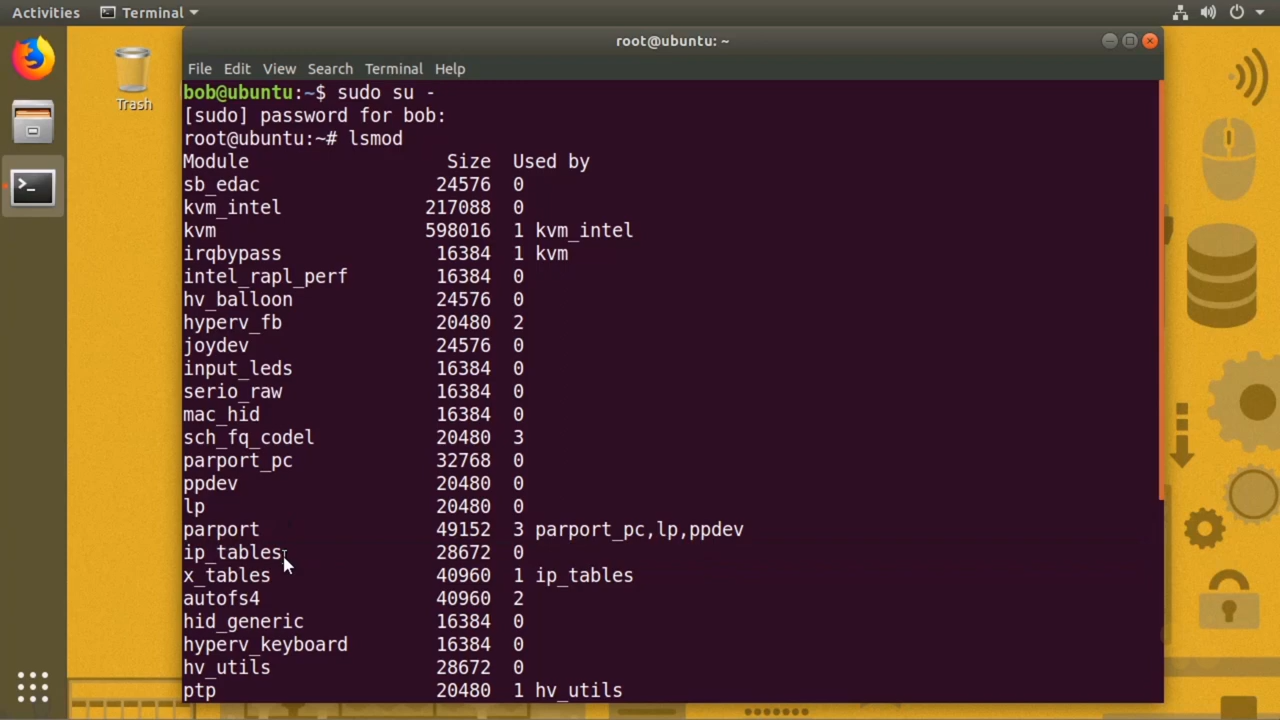 Activities Terminal
Trash
root@ubuntu: ~
File Edit View Search Terminal Help
bob@ubuntu:~$ sudo su -
[sudo] password for bob:
root@ubuntu:~# lsmod
Module Size Used by
sb_edac 24576 0
kvm_intel 217088 0
kvm 598016 1 kvm_intel
irqbypass 16384 1 kvm
intel_rapl_perf 16384 0
hv_balloon 24576 0
hyperv_fb 20480 2
joydev 24576 0
input_leds 16384 0
serio_raw 16384 0
mac_hid 16384 0
sch_fq_codel 20480 3
parport_pc 32768 0
ppdev 20480 0
lp 20480 0
parport 49152 3 parport_pc,lp,ppdev
ip_tables 28672 0
x_tables 40960 1 ip_tables
autofs4 40960 2
hid_generic 16384 0
hyperv_keyboard 16384 0
hv_utils 28672 0
ptp 20480 1 hv_utils